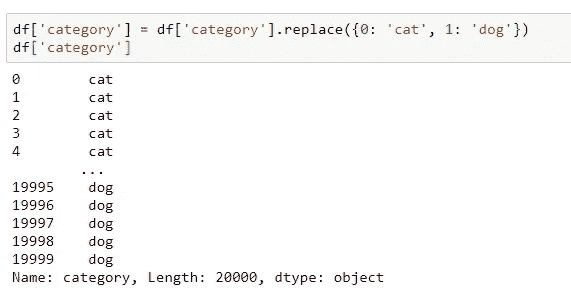 df['category'] = df['category'].replace({0: 'cat', 1: 'dog'})
df['category']
0 cat
1 cat
2 cat
3 cat
4 cat
...
19995 dog
19996 dog
19997 dog
19998 dog
19999 dog
Name: category, Length: 20000, dtype: object